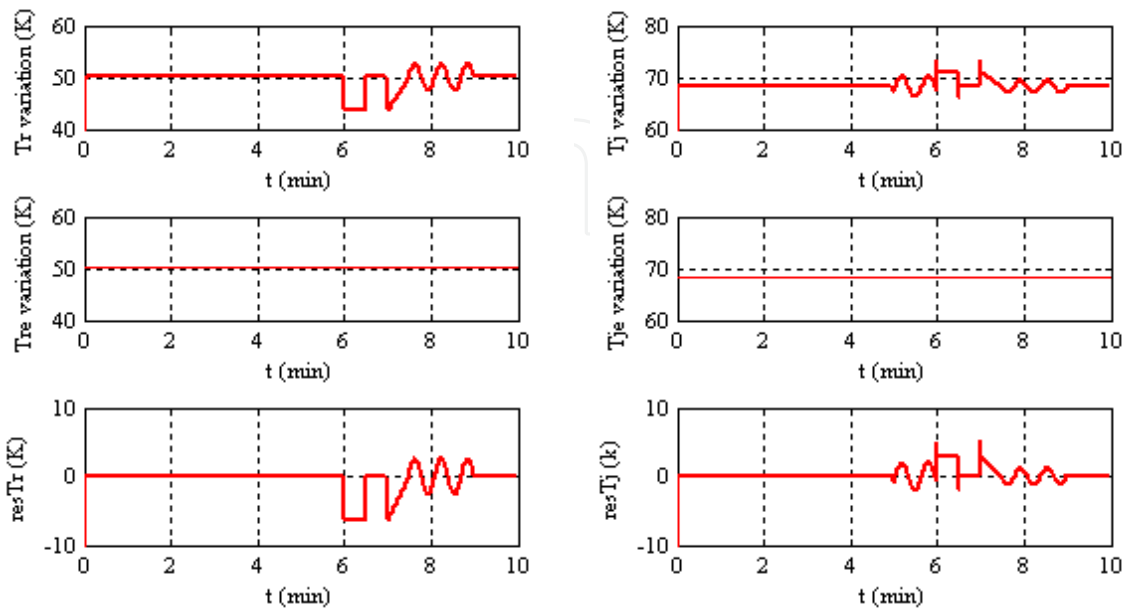 Tr variation (K)
60
50
40
0 2 4 6 8 10
t (min)
Tj variation (K)
80
70
60
0 2 4 6 8 10
t (min)
Tre variation (K)
60
50
40
0 2 4 6 8 10
t (min)
Tje variation (K)
80
70
60
0 2 4 6 8 10
t (min)
resTr (K)
10
0
-10
0 2 4 6 8 10
t (min)
resTj (k)
10
0
-10
0 2 4 6 8 10
t (min)